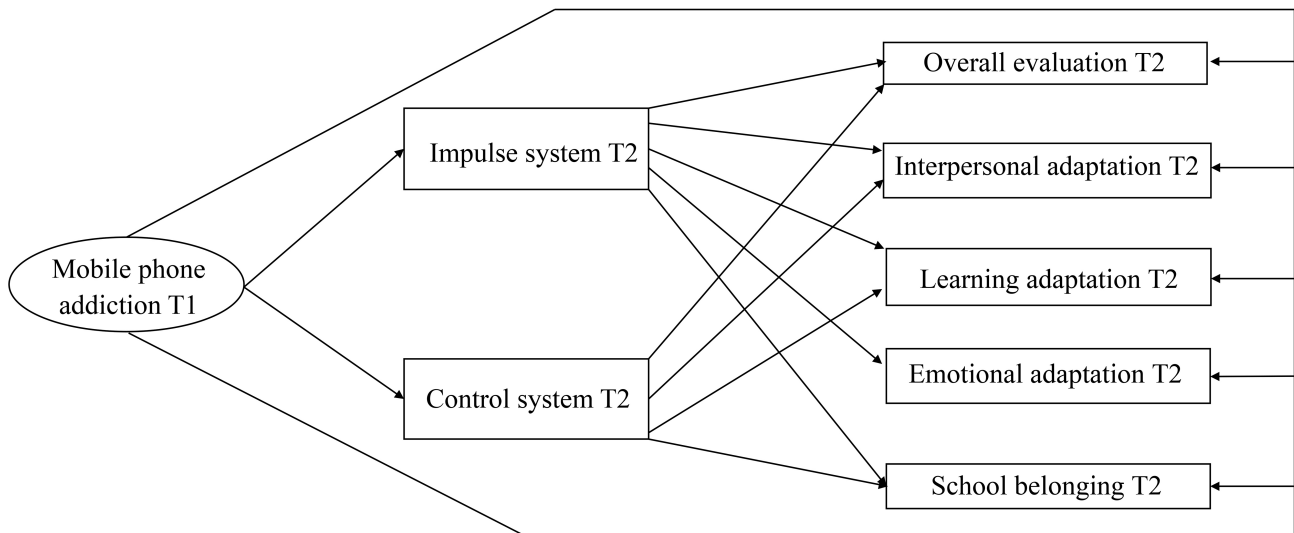 Overall evaluation T2
Impulse system T2
Interpersonal adaptation T2
Mobile phone
addiction T1
Learning adaptation T2
Emotional adaptation T2
Control system T2
School belonging T2